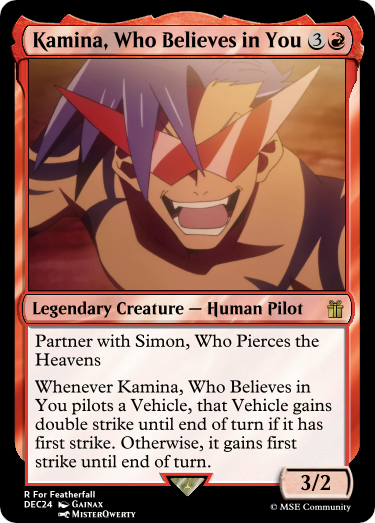 Kamina, Who Believes in You 3
Legendary Creature — Human Pilot
Partner with Simon, Who Pierces the
Heavens
Whenever Kamina, Who Believes in
You pilots a Vehicle, that Vehicle gains
double strike until end of turn if it has
first strike. Otherwise, it gains first
strike until end of turn.
3/2
R For Featherfall
DEC24 Gainax
MisterOwerty
© MSE Community